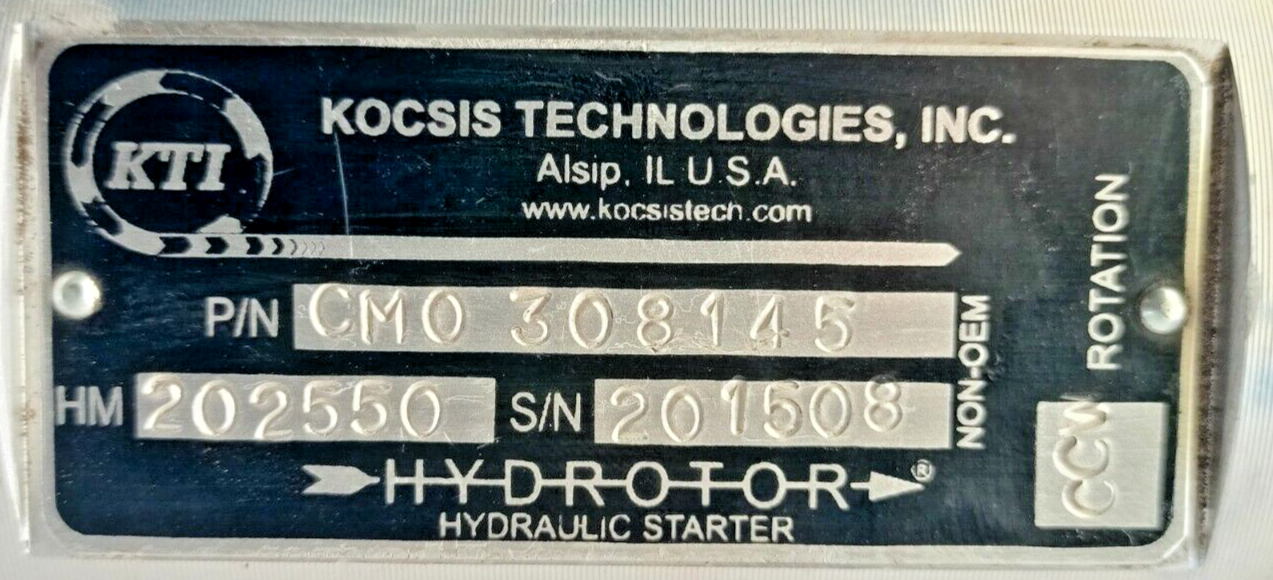 KTI
KOCSIS TECHNOLOGIES, INC.
Alsip, IL U.S.A.
www.kocsistech.com
P/N CMO 308145
NON-OEM
HM 202550 S/N 201508
HYDROTOR®
HYDRAULIC STARTER
ROTATION
CCW